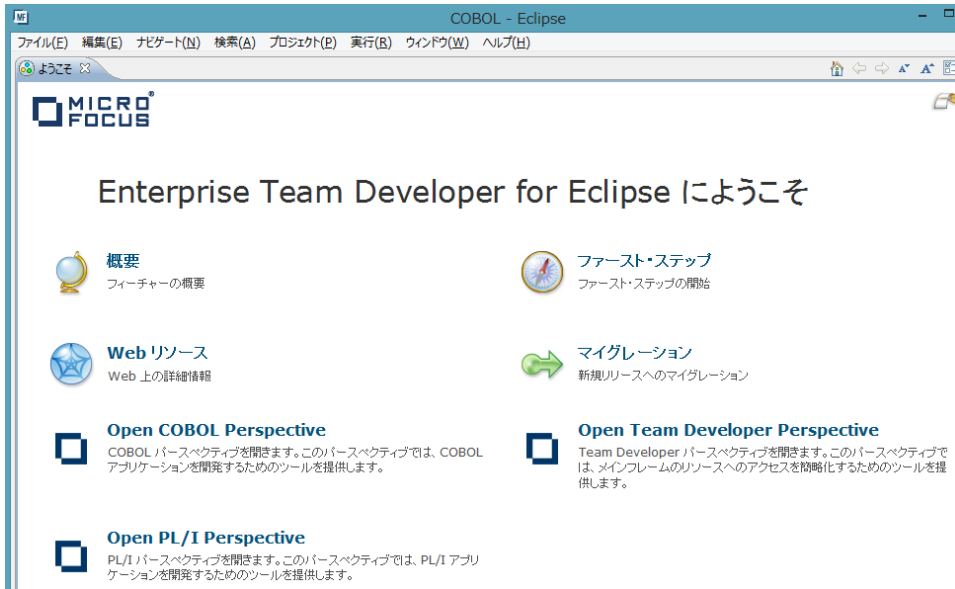 COBOL - Eclipse
ファイル(F) 編集(E) ナビゲート(N) 検索(A) プロジェクト(P) 実行(R) ウィンドウ(W) ヘルプ(H)
ようこそ
MICRO
FOCUS
Enterprise Team Developer for Eclipse にようこそ
概要
フィーチャーの概要
ファースト・ステップ
ファースト・ステップの開始
Web リソース
Web 上の詳細情報
マイグレーション
新規リリースへのマイグレーション
Open COBOL Perspective
COBOL パースペクティブを開きます。このパースペクティブでは、COBOL
アプリケーションを開発するためのツールを提供します。
Open Team Developer Perspective
Team Developer パースペクティブを開きます。このパースペクティブで
は、メインフレームのリソースへのアクセスを簡略化するためのツールを提
供します。
Open PL/I Perspective
PL/I パースペクティブを開きます。このパースペクティブでは、PL/I アプリ
ケーションを開発するためのツールを提供します。